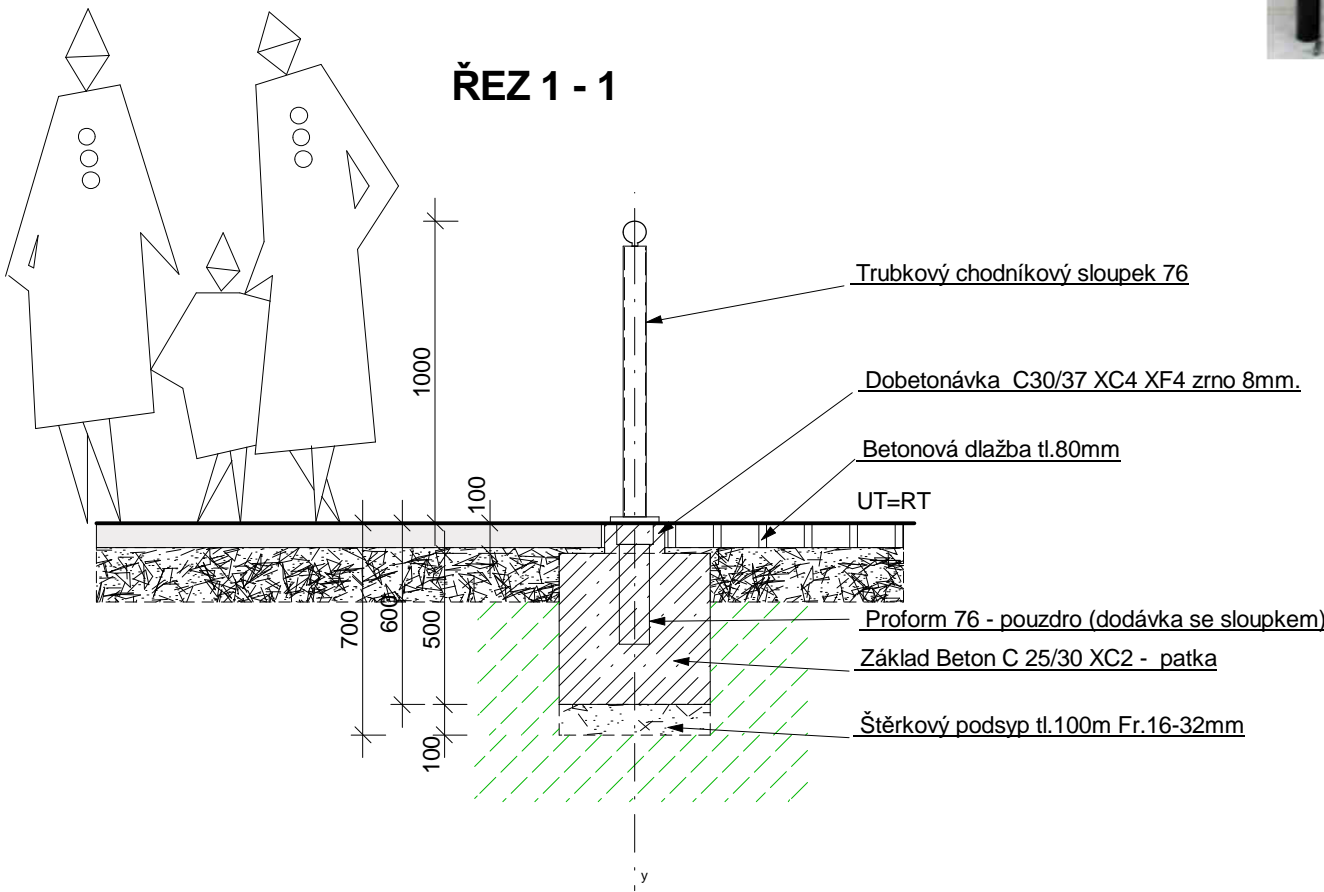 ŘEZ 1 - 1
Trubkový chodníkový sloupek 76
1000
Dobetonávka C30/37 XC4 XF4 zrno 8mm.
Betonová dlažba tl.80mm
100
UT=RT
700
600
500
Proform 76 - pouzdro (dodávka se sloupkem)
Základ Beton C 25/30 XC2 - patka
Štěrkový podsyp tl.100m Fr.16-32mm
100
y